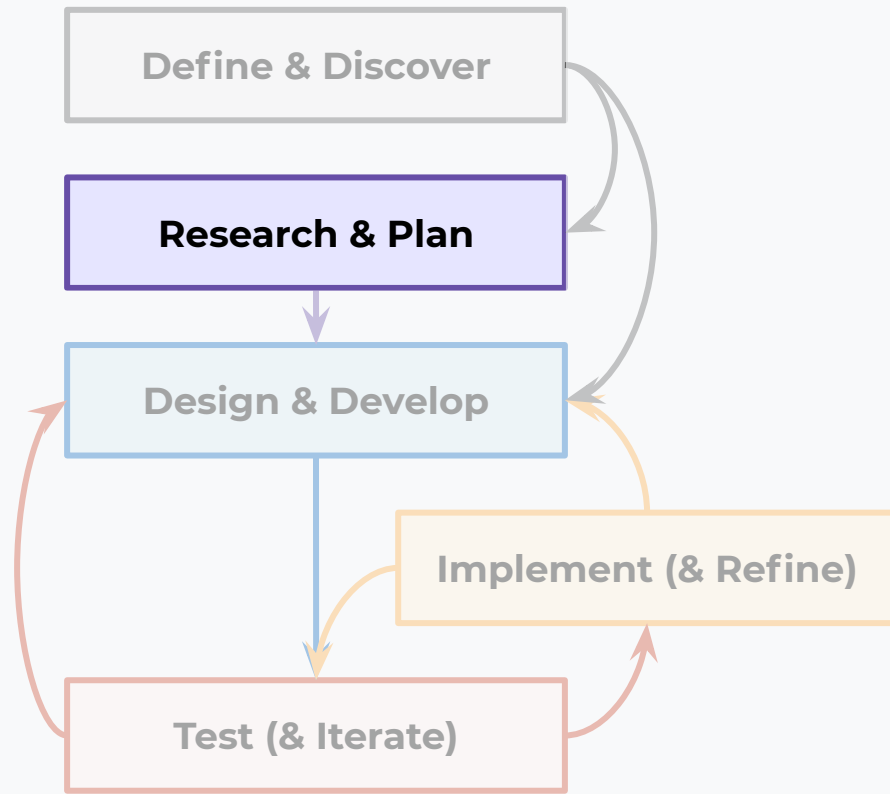 Define & Discover
Research & Plan
Design & Develop
Implement (& Refine)
Test (& Iterate)